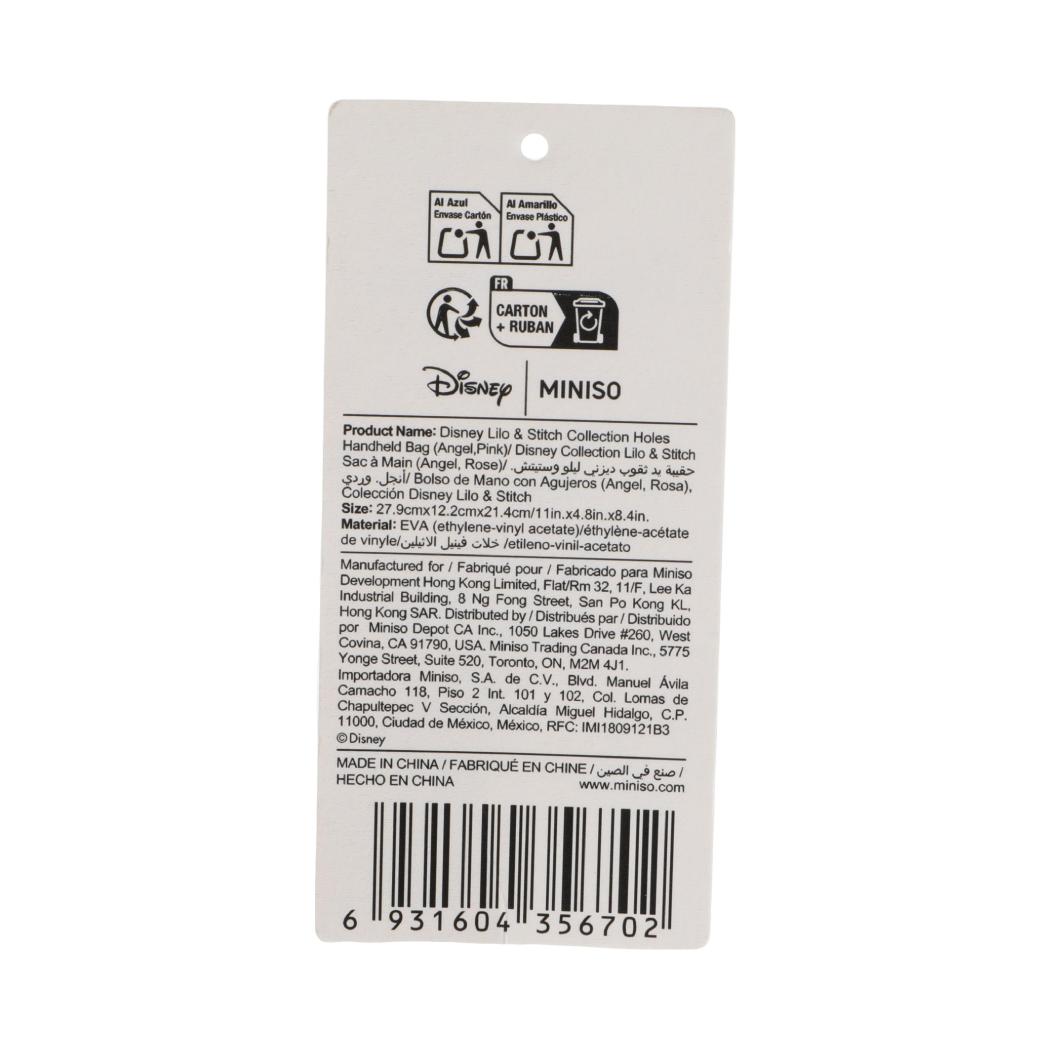 Al Azul
Envase Cartón
Al Amarillo
Envase Plástico
FR
CARTON
+ RUBAN
Disney | MINISO
Product Name: Disney Lilo & Stitch Collection Holes
Handheld Bag (Angel,Pink)/ Disney Collection Lilo & Stitch
Sac à Main (Angel, Rose)/ حقيبة يد ثقوب ديزني ليلو وستيتش.
أنجل. وردي/ Bolso de Mano con Agujeros (Angel, Rosa),
Colección Disney Lilo & Stitch
Size: 27.9cmx12.2cmx21.4cm/11in.x4.8in.x8.4in.
Material: EVA (ethylene-vinyl acetate)/éthylène-acétate
de vinyle/خلات فينيل الاثيلين /etileno-vinil-acetato
Manufactured for / Fabriqué pour / Fabricado para Miniso
Development Hong Kong Limited, Flat/Rm 32, 11/F, Lee Ka
Industrial Building, 8 Ng Fong Street, San Po Kong KL,
Hong Kong SAR. Distributed by / Distribués par / Distribuido
por Miniso Depot CA Inc., 1050 Lakes Drive #260, West
Covina, CA 91790, USA. Miniso Trading Canada Inc., 5775
Yonge Street, Suite 520, Toronto, ON, M2M 4J1.
Importadora Miniso, S.A. de C.V., Blvd. Manuel Ávila
Camacho 118, Piso 2 Int. 101 y 102, Col. Lomas de
Chapultepec V Sección, Alcaldía Miguel Hidalgo, C.P.
11000, Ciudad de México, México, RFC: IMI1809121B3
©Disney
MADE IN CHINA / FABRIQUÉ EN CHINE / صنع في الصين /
HECHO EN CHINA
www.miniso.com
6 931604 356702